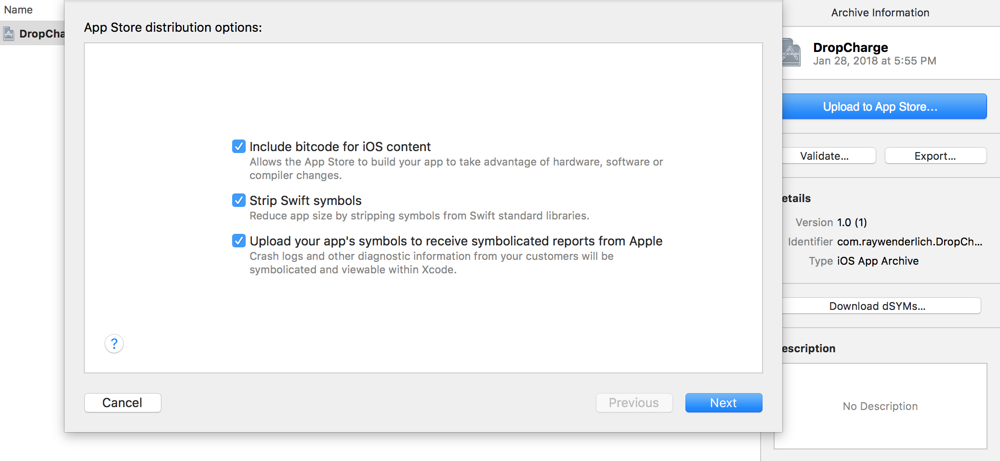 Name
DropCha
App Store distribution options:
Include bitcode for iOS content
Allows the App Store to build your app to take advantage of hardware, software or
compiler changes.
Strip Swift symbols
Reduce app size by stripping symbols from Swift standard libraries.
Upload your app's symbols to receive symbolicated reports from Apple
Crash logs and other diagnostic information from your customers will be
symbolicated and viewable within Xcode.
?
Cancel
Previous
Next
Archive Information
DropCharge
Jan 28, 2018 at 5:55 PM
Upload to App Store...
Validate...
Export...
etails
Version 1.0 (1)
Identifier com.raywenderlich.DropCh...
Type iOS App Archive
Download dSYMs...
escription
No Description